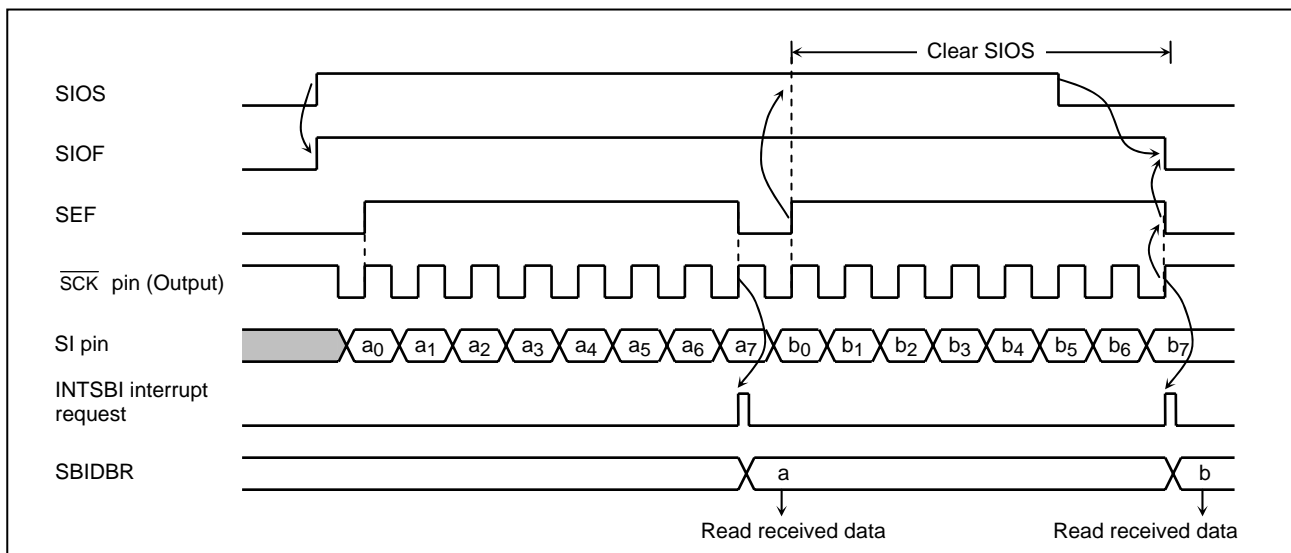 Clear SIOS
SIOS
SIOF
SEF
SCK pin (Output)
SI pin
a0 a1 a2 a3 a4 a5 a6 a7 b0 b1 b2 b3 b4 b5 b6 b7
INTSBI interrupt
request
SBIDBR
a b
Read received data Read received data